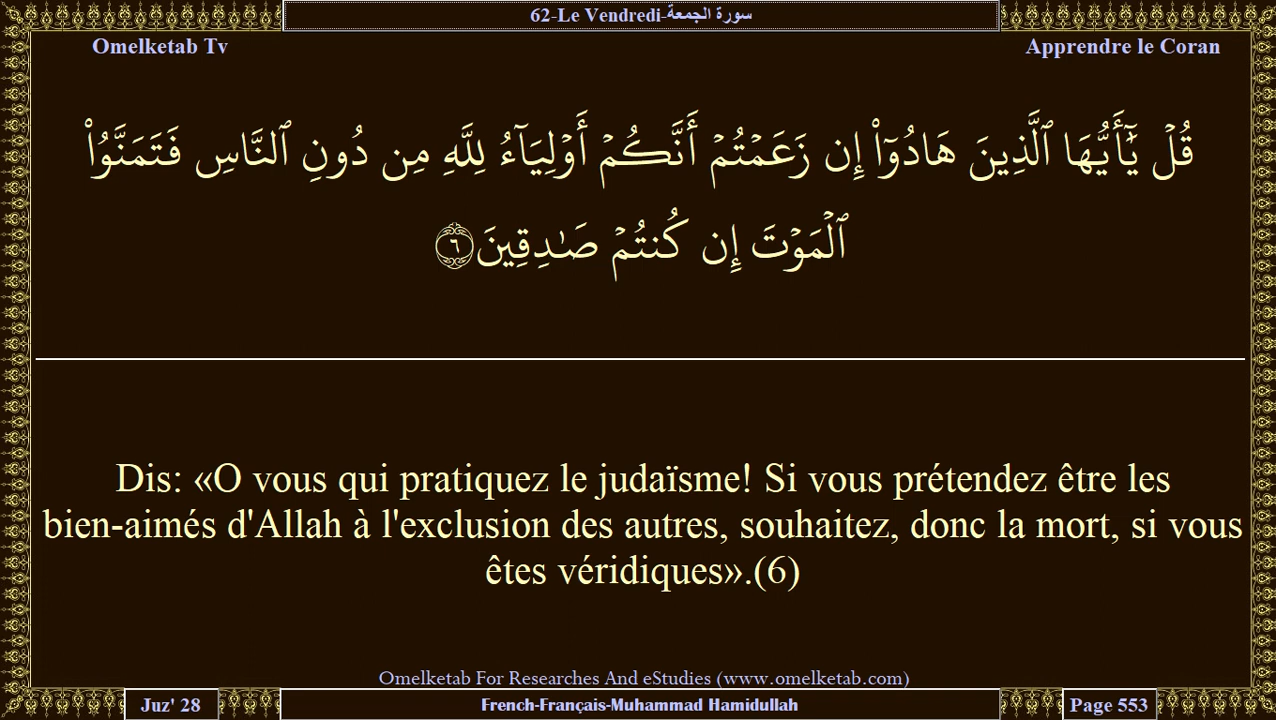 62-Le Vendredi-سورة الجمعة
Omelketab Tv
Apprendre le Coran
قُلۡ يَٰٓأَيُّهَا ٱلَّذِينَ هَادُوٓاْ إِن زَعَمۡتُمۡ أَنَّكُمۡ أَوۡلِيَآءُ لِلَّهِ مِن دُونِ ٱلنَّاسِ فَتَمَنَّوُاْ
ٱلۡمَوۡتَ إِن كُنتُمۡ صَٰدِقِينَ ٦
Dis: «O vous qui pratiquez le judaïsme! Si vous prétendez être les
bien-aimés d'Allah à l'exclusion des autres, souhaitez, donc la mort, si vous
êtes véridiques».(6)
Omelketab For Researches And eStudies (www.omelketab.com)
Juz' 28
French-Français-Muhammad Hamidullah
Page 553